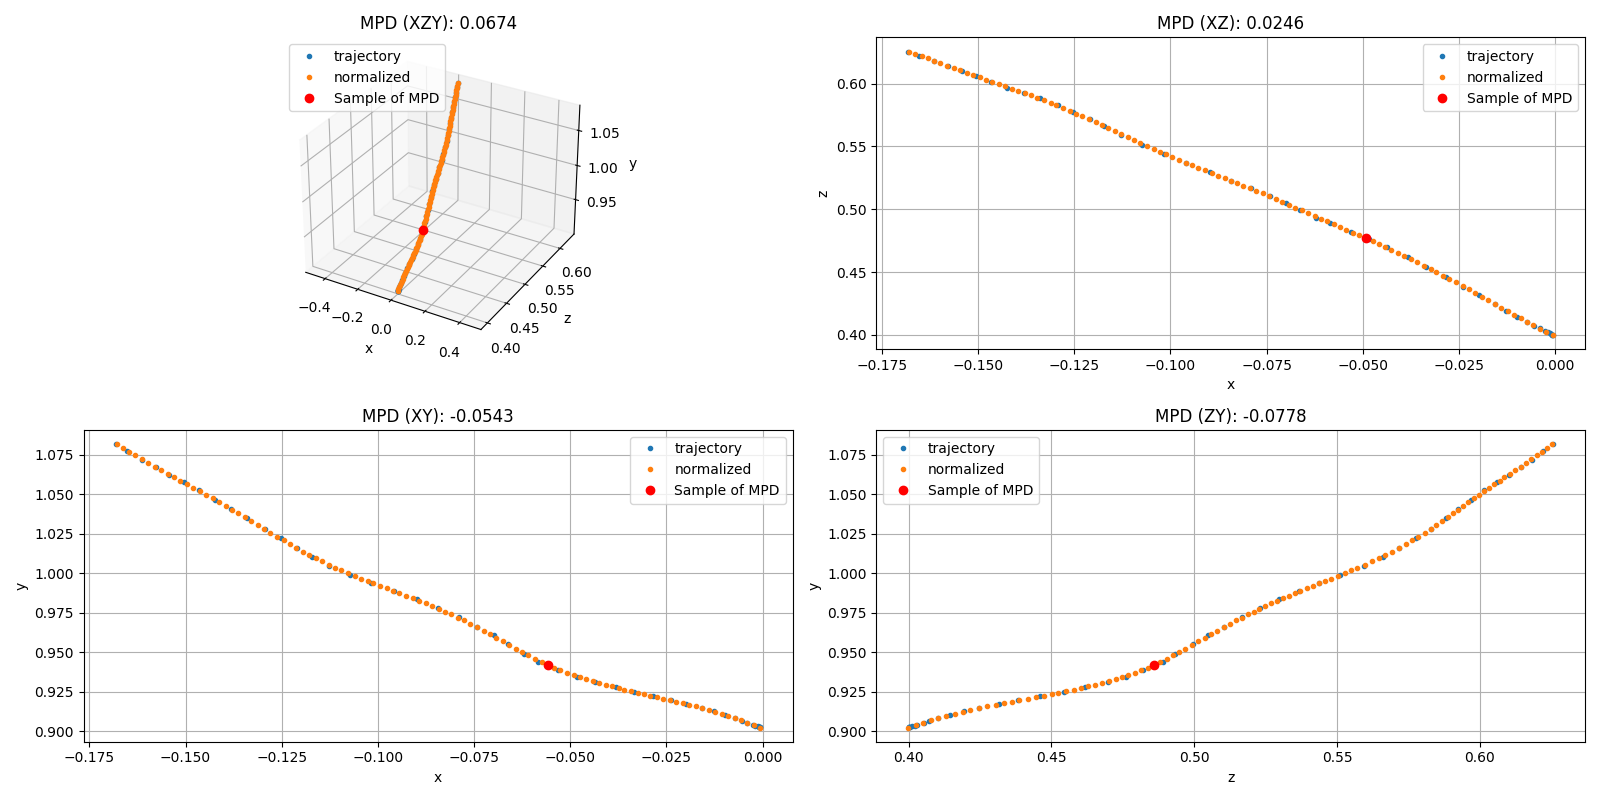 MPD (XZY): 0.0674
trajectory
normalized
Sample of MPD
1.05
1.00
0.95
y
0.60
0.55
0.50
0.45
0.40
z
−0.4
−0.2
0.0
0.2
0.4
x
MPD (XZ): 0.0246
trajectory
normalized
Sample of MPD
0.60
0.55
0.50
0.45
0.40
z
−0.175 −0.150 −0.125 −0.100 −0.075 −0.050 −0.025 0.000
x
MPD (XY): -0.0543
trajectory
normalized
Sample of MPD
1.075
1.050
1.025
1.000
0.975
0.950
0.925
0.900
y
−0.175 −0.150 −0.125 −0.100 −0.075 −0.050 −0.025 0.000
x
MPD (ZY): -0.0778
trajectory
normalized
Sample of MPD
1.075
1.050
1.025
1.000
0.975
0.950
0.925
0.900
y
0.40 0.45 0.50 0.55 0.60
z